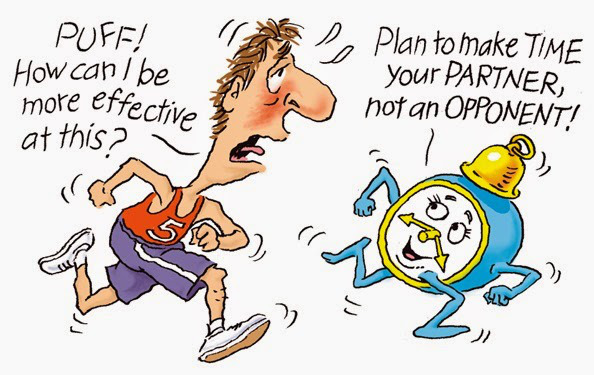 PUFF!
How can I be
more effective
at this?
Plan to make TIME
your PARTNER,
not an OPPONENT!
5